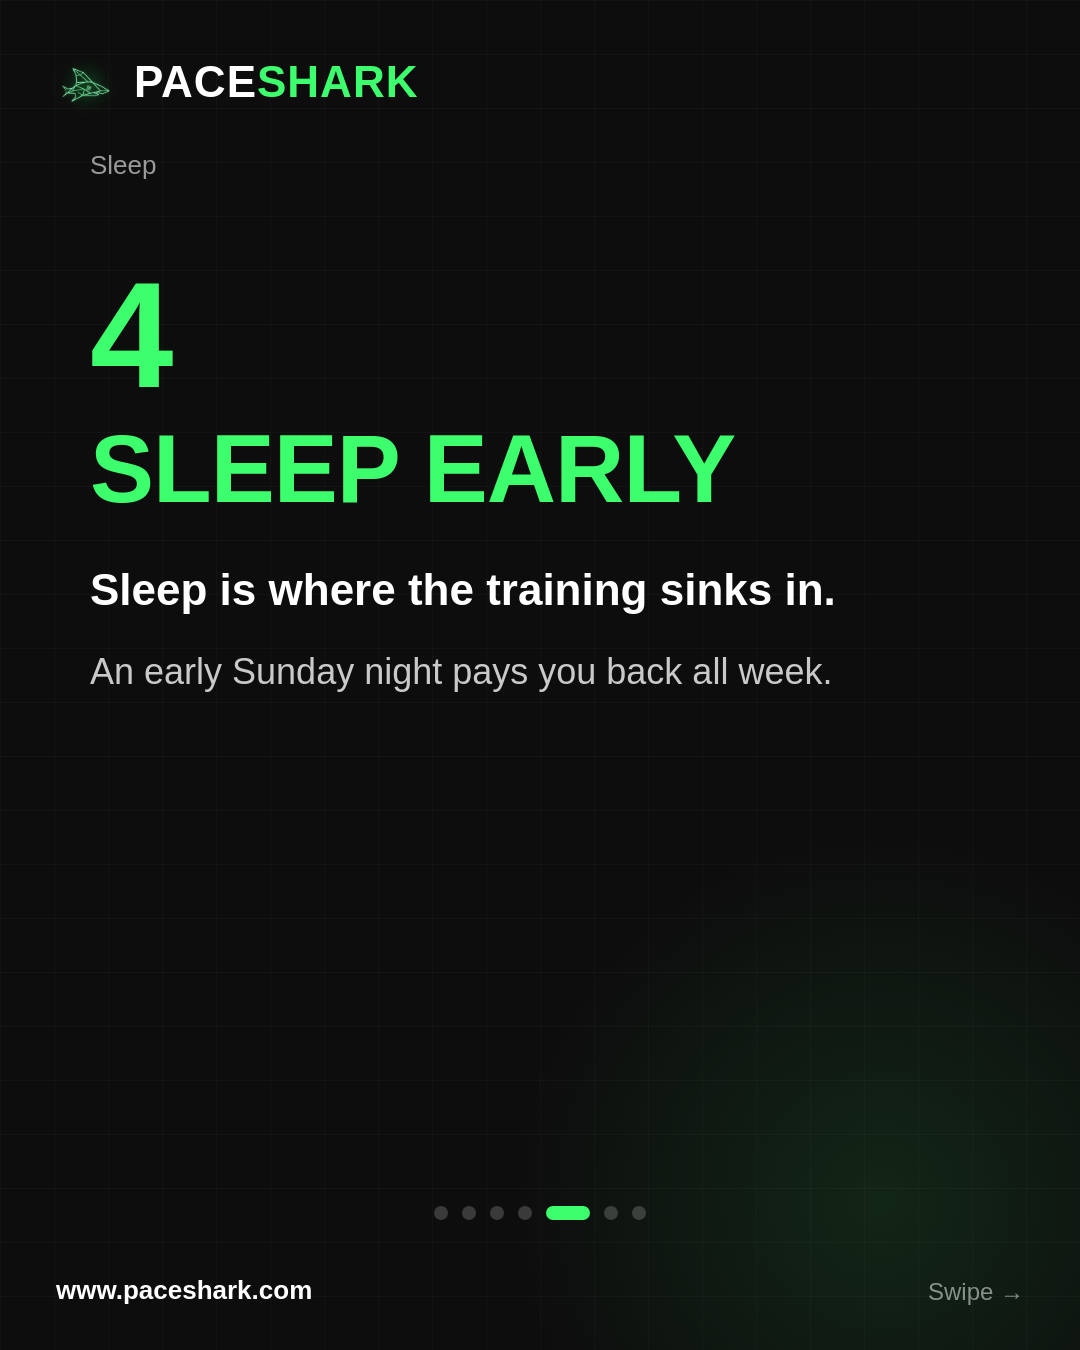 PACESHARK
Sleep
4
SLEEP EARLY
Sleep is where the training sinks in.
An early Sunday night pays you back all week.
www.paceshark.com
Swipe →